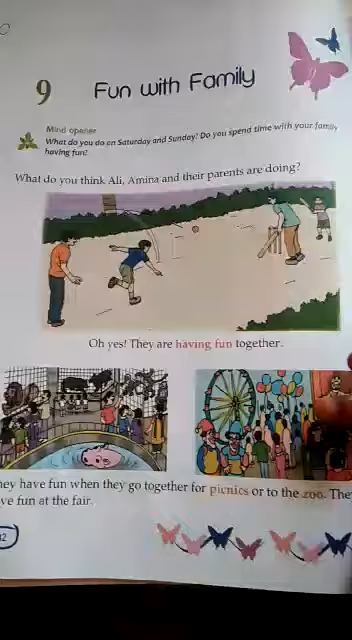 9 Fun with Family
Mind opener
What do you do on Saturday and Sunday? Do you spend time with your family
having fun?
What do you think Ali, Amina and their parents are doing?
Oh yes! They are having fun together.
hey have fun when they go together for picnics or to the zoo. The
ve fun at the fair.